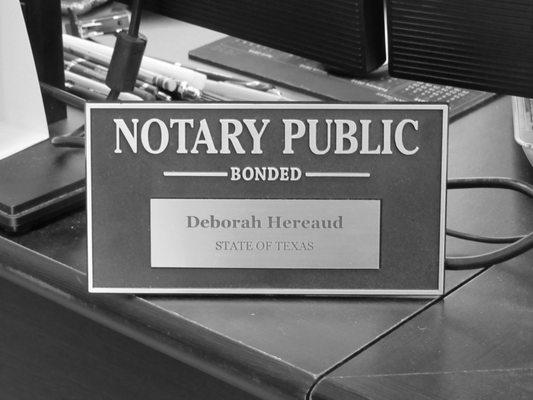 NOTARY PUBLIC
BONDED
Deborah Hereaud
STATE OF TEXAS